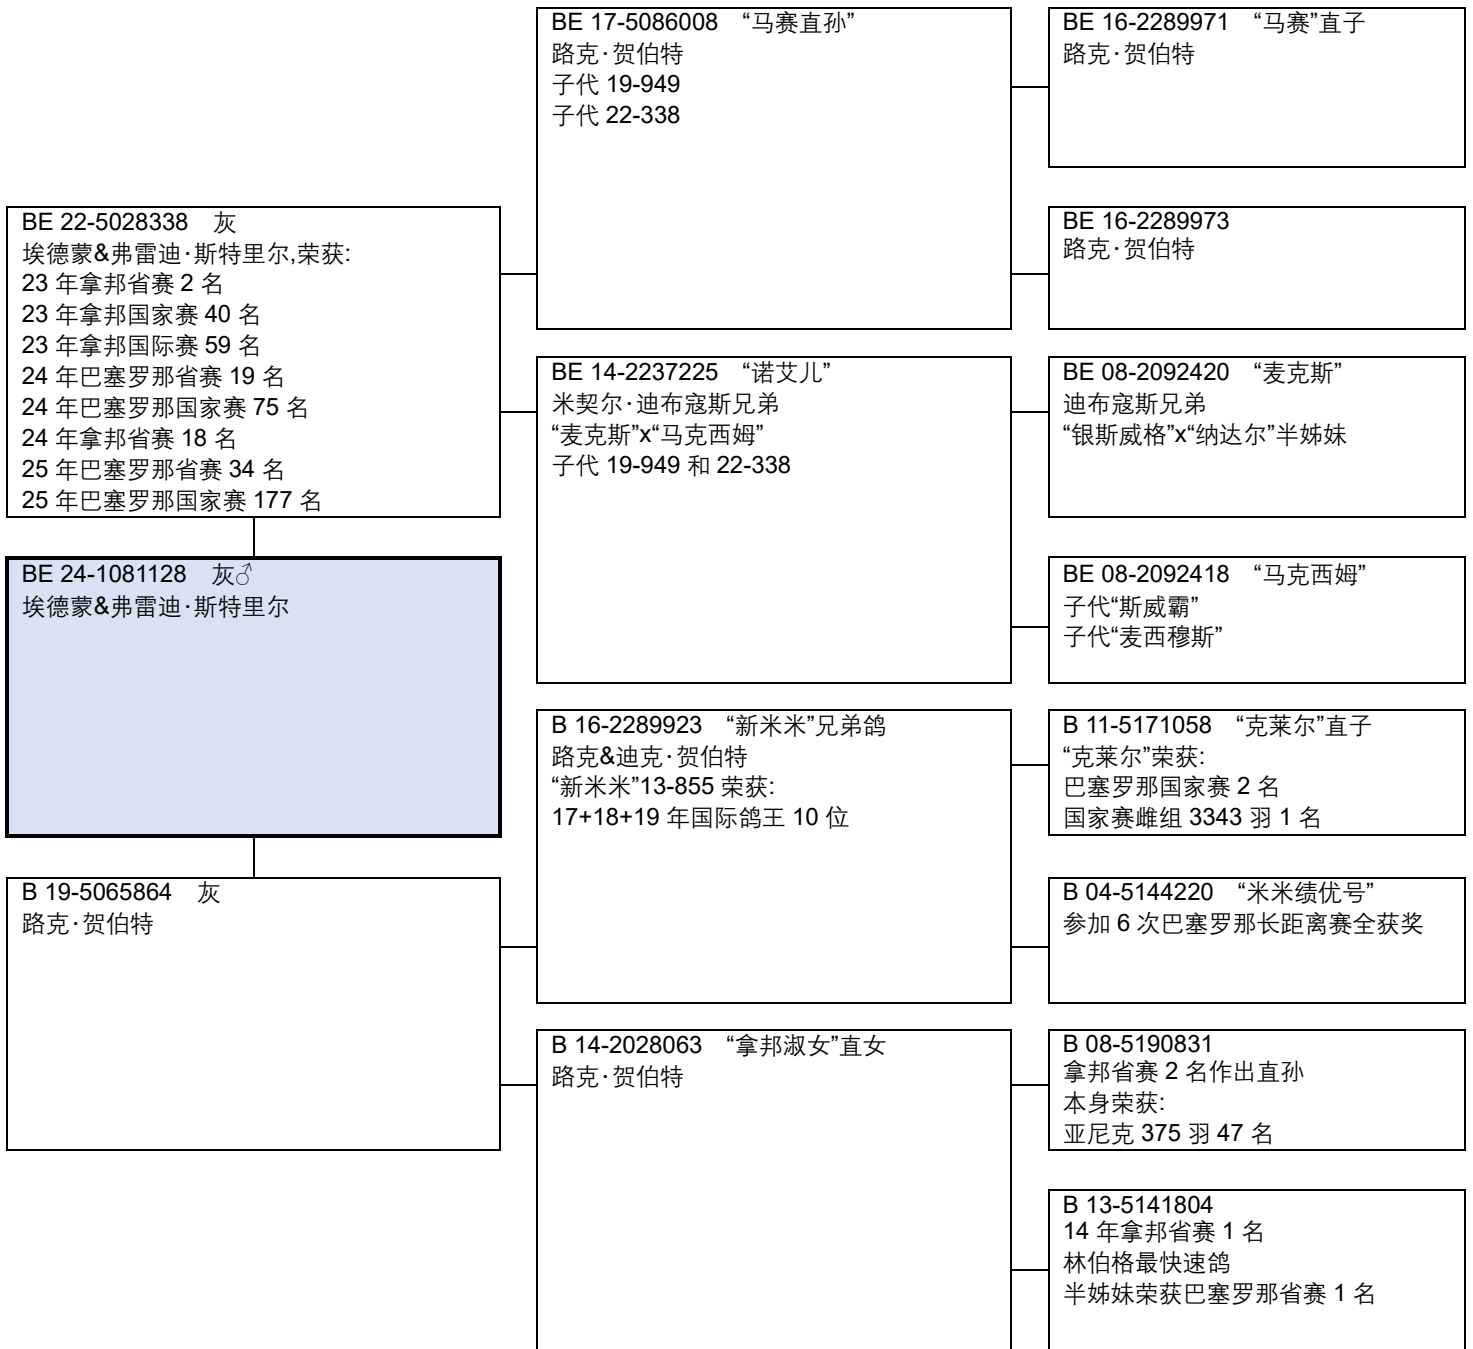 BE 22-5028338 灰
埃德蒙&弗雷迪·斯特里尔,荣获:
23 年拿邦省赛 2 名
23 年拿邦国家赛 40 名
23 年拿邦国际赛 59 名
24 年巴塞罗那省赛 19 名
24 年巴塞罗那国家赛 75 名
24 年拿邦省赛 18 名
25 年巴塞罗那省赛 34 名
25 年巴塞罗那国家赛 177 名
BE 24-1081128 灰♂
埃德蒙&弗雷迪·斯特里尔
B 19-5065864 灰
路克·贺伯特
BE 17-5086008 “马赛直孙”
路克·贺伯特
子代 19-949
子代 22-338
BE 14-2237225 “诺艾儿”
米契尔·迪布寇斯兄弟
“麦克斯”x“马克西姆”
子代 19-949 和 22-338
B 16-2289923 “新米米”兄弟鸽
路克&迪克·贺伯特
“新米米”13-855 荣获:
17+18+19 年国际鸽王 10 位
B 14-2028063 “拿邦淑女”直女
路克·贺伯特
BE 16-2289971 “马赛”直子
路克·贺伯特
BE 16-2289973
路克·贺伯特
BE 08-2092420 “麦克斯”
迪布寇斯兄弟
“银斯威格”x“纳达尔”半姊妹
BE 08-2092418 “马克西姆”
子代“斯威霸”
子代“麦西穆斯”
B 11-5171058 “克莱尔”直子
“克莱尔”荣获:
巴塞罗那国家赛 2 名
国家赛雌组 3343 羽 1 名
B 04-5144220 “米米绩优号”
参加 6 次巴塞罗那长距离赛全获奖
B 08-5190831
拿邦省赛 2 名作出直孙
本身荣获:
亚尼克 375 羽 47 名
B 13-5141804
14 年拿邦省赛 1 名
林伯格最快速鸽
半姊妹荣获巴塞罗那省赛 1 名